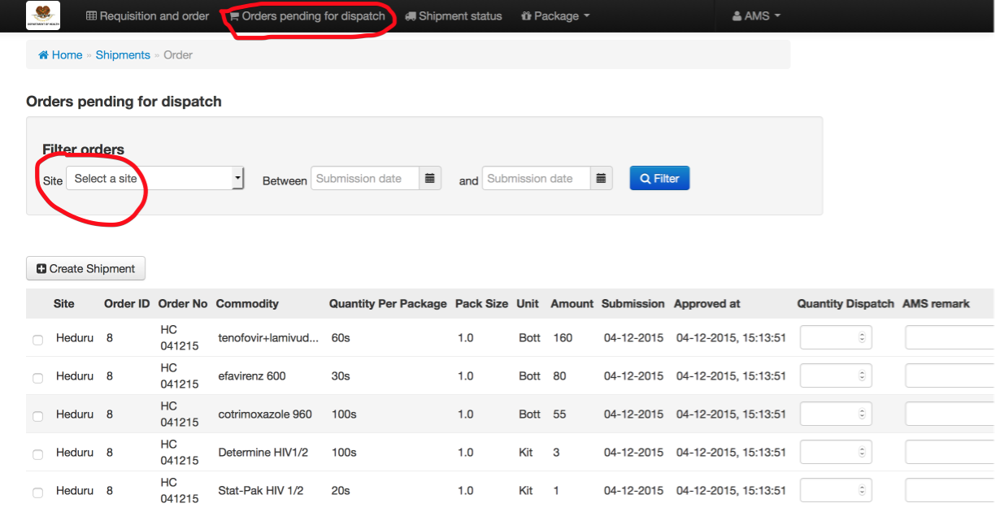 DEPARTMENT OF HEALTH
Requisition and order Orders pending for dispatch Shipment status Package AMS
Home » Shipments » Order
Orders pending for dispatch
Filter orders
Site Select a site Between Submission date and Submission date Filter
Create Shipment
Site Order ID Order No Commodity Quantity Per Package Pack Size Unit Amount Submission Approved at Quantity Dispatch AMS remark
Heduru 8 HC 041215 tenofovir+lamivud... 60s 1.0 Bott 160 04-12-2015 04-12-2015, 15:13:51
Heduru 8 HC 041215 efavirenz 600 30s 1.0 Bott 80 04-12-2015 04-12-2015, 15:13:51
Heduru 8 HC 041215 cotrimoxazole 960 100s 1.0 Bott 55 04-12-2015 04-12-2015, 15:13:51
Heduru 8 HC 041215 Determine HIV1/2 100s 1.0 Kit 3 04-12-2015 04-12-2015, 15:13:51
Heduru 8 HC 041215 Stat-Pak HIV 1/2 20s 1.0 Kit 1 04-12-2015 04-12-2015, 15:13:51